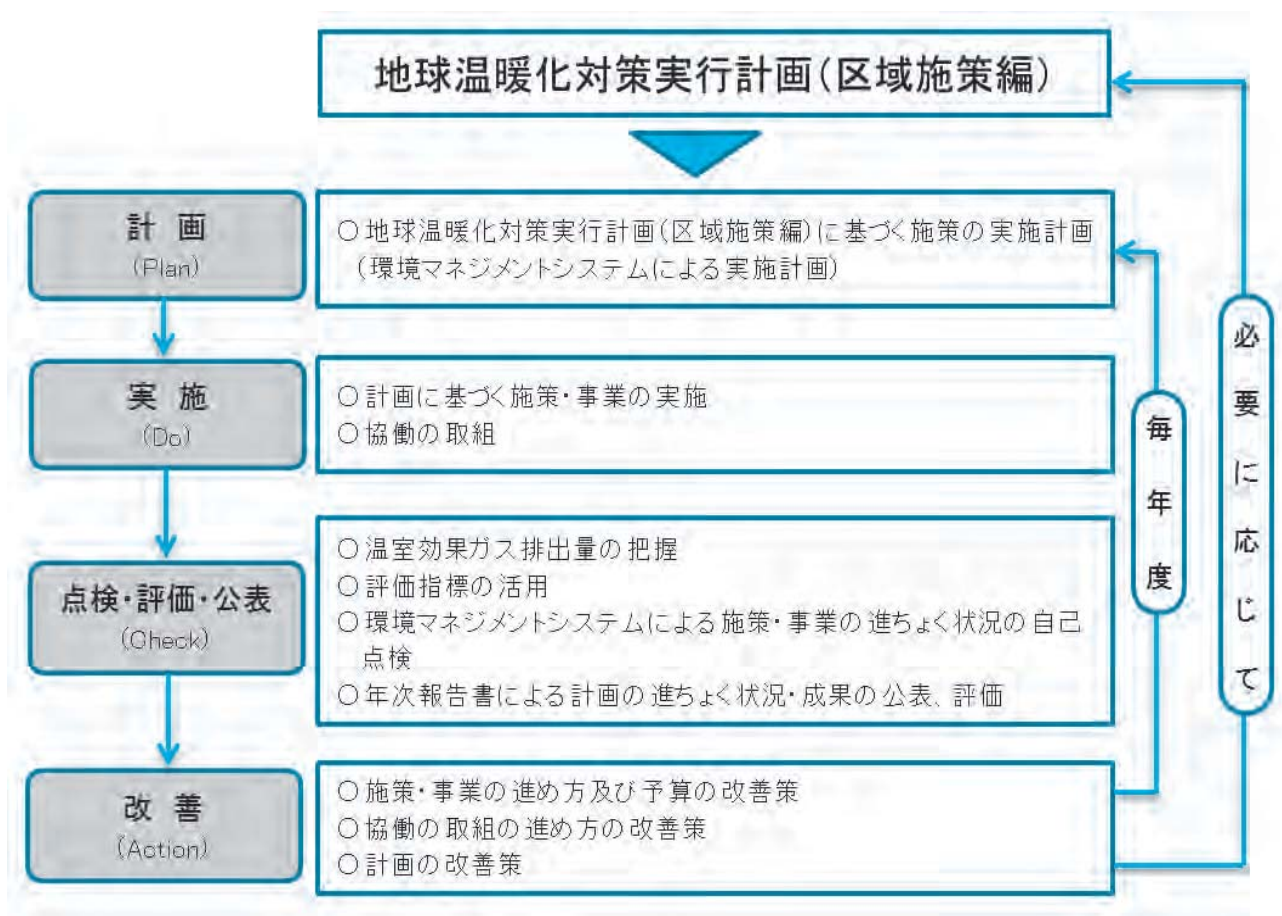 地球温暖化対策実行計画(区域施策編)
計画
(Plan)
○地球温暖化対策実行計画(区域施策編)に基づく施策の実施計画
(環境マネジメントシステムによる実施計画)
実施
(Do)
○計画に基づく施策・事業の実施
○協働の取組
点検・評価・公表
(Check)
○温室効果ガス排出量の把握
○評価指標の活用
○環境マネジメントシステムによる施策・事業の進ちょく状況の自己
点検
○年次報告書による計画の進ちょく状況・成果の公表、評価
改善
(Action)
○施策・事業の進め方及び予算の改善策
○協働の取組の進め方の改善策
○計画の改善策
毎年度
必要に応じて